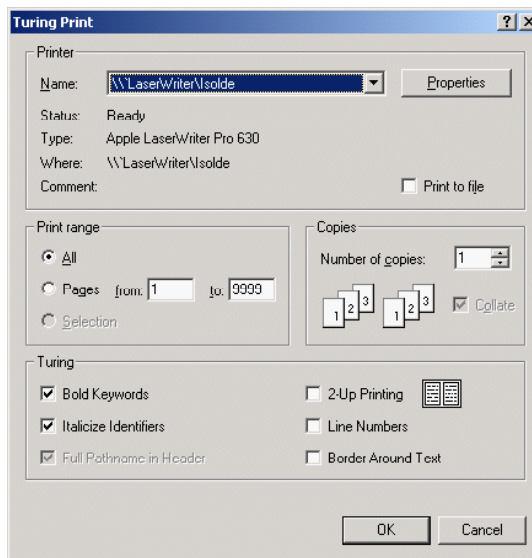 Turing Print
Printer
Name: \\`LaserWriter\Isolde Properties
Status: Ready
Type: Apple LaserWriter Pro 630
Where: \\`LaserWriter\Isolde
Comment: Print to file
Print range Copies
All Number of copies: 1
Pages from: 1 to: 9999
1 2 3 1 2 3 Collate
Selection
Turing
Bold Keywords 2-Up Printing
Italicize Identifiers Line Numbers
Full Pathname in Header Border Around Text
OK Cancel